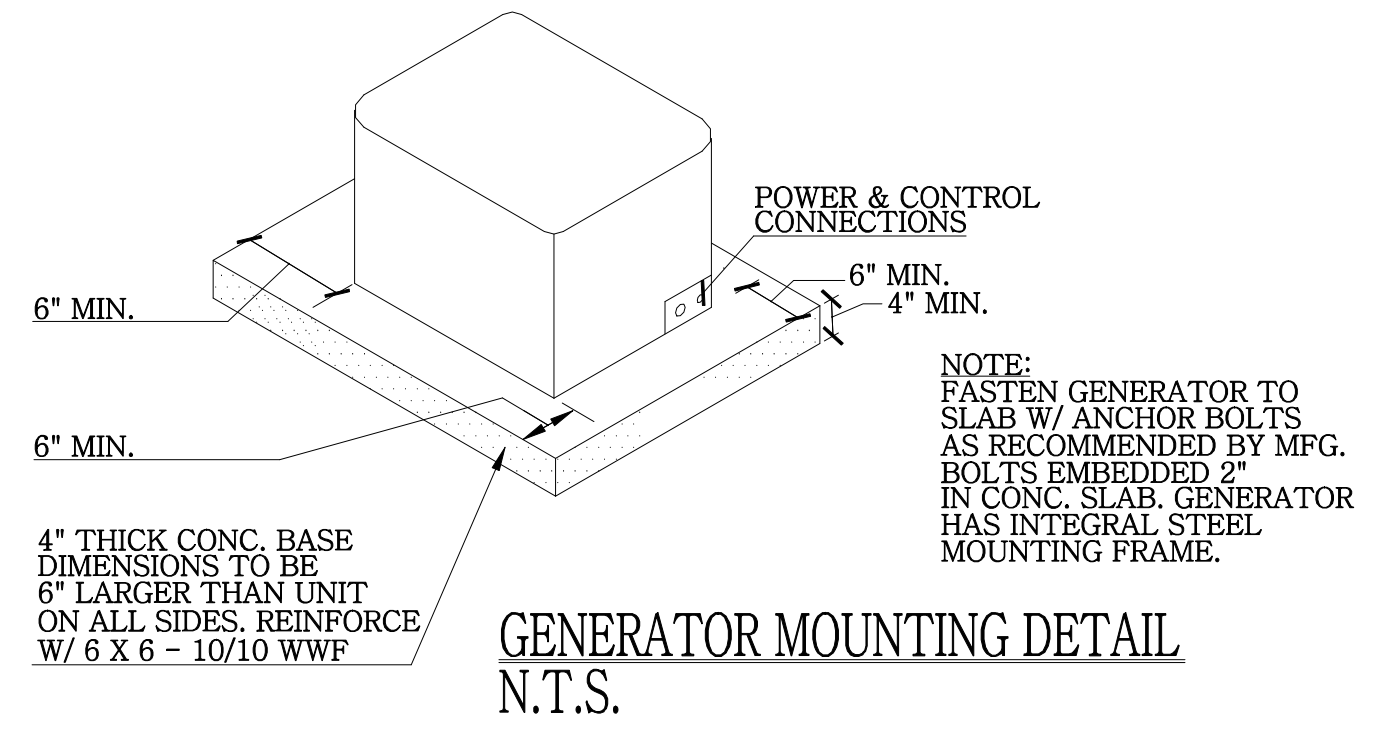 POWER & CONTROL
CONNECTIONS
6" MIN.
4" MIN.
6" MIN.
6" MIN.
NOTE:
FASTEN GENERATOR TO
SLAB W/ ANCHOR BOLTS
AS RECOMMENDED BY MFG.
BOLTS EMBEDDED 2"
IN CONC. SLAB. GENERATOR
HAS INTEGRAL STEEL
MOUNTING FRAME.
4" THICK CONC. BASE
DIMENSIONS TO BE
6" LARGER THAN UNIT
ON ALL SIDES. REINFORCE
W/ 6 X 6 - 10/10 WWF
GENERATOR MOUNTING DETAIL
N.T.S.